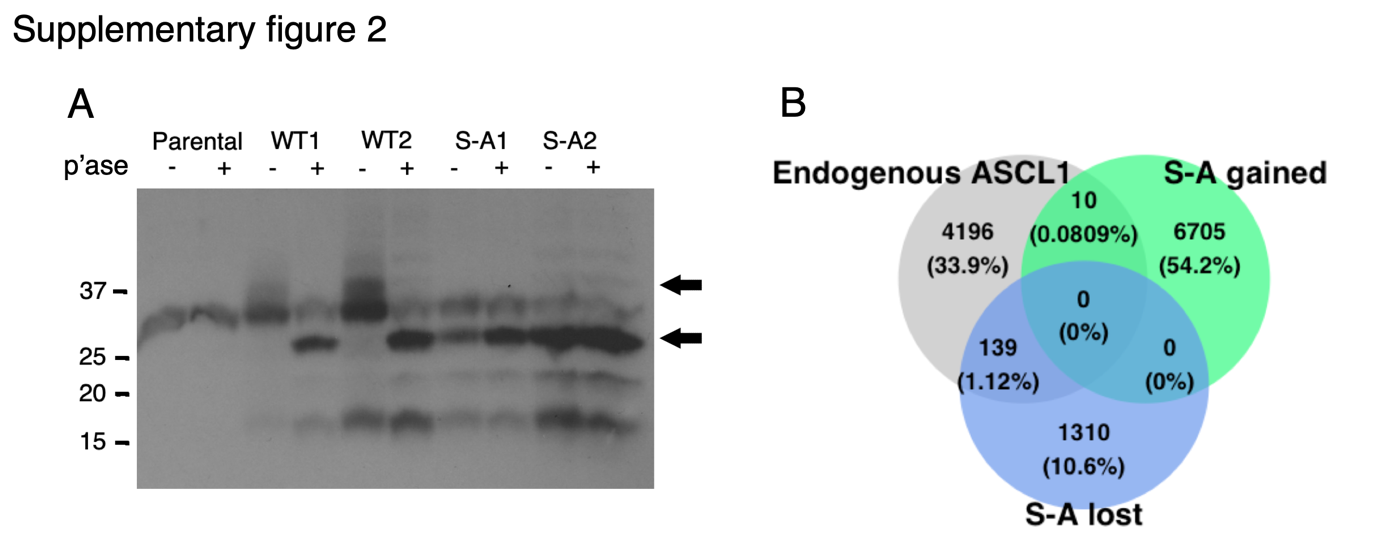 Supplementary figure 2
A
Parental WT1 WT2 S-A1 S-A2
p'ase - + - + - + - + - +
37
25
20
15
B
Endogenous ASCL1 S-A gained
10
(0.0809%)
4196
(33.9%)
6705
(54.2%)
0
(0%)
139
(1.12%)
0
(0%)
1310
(10.6%)
S-A lost